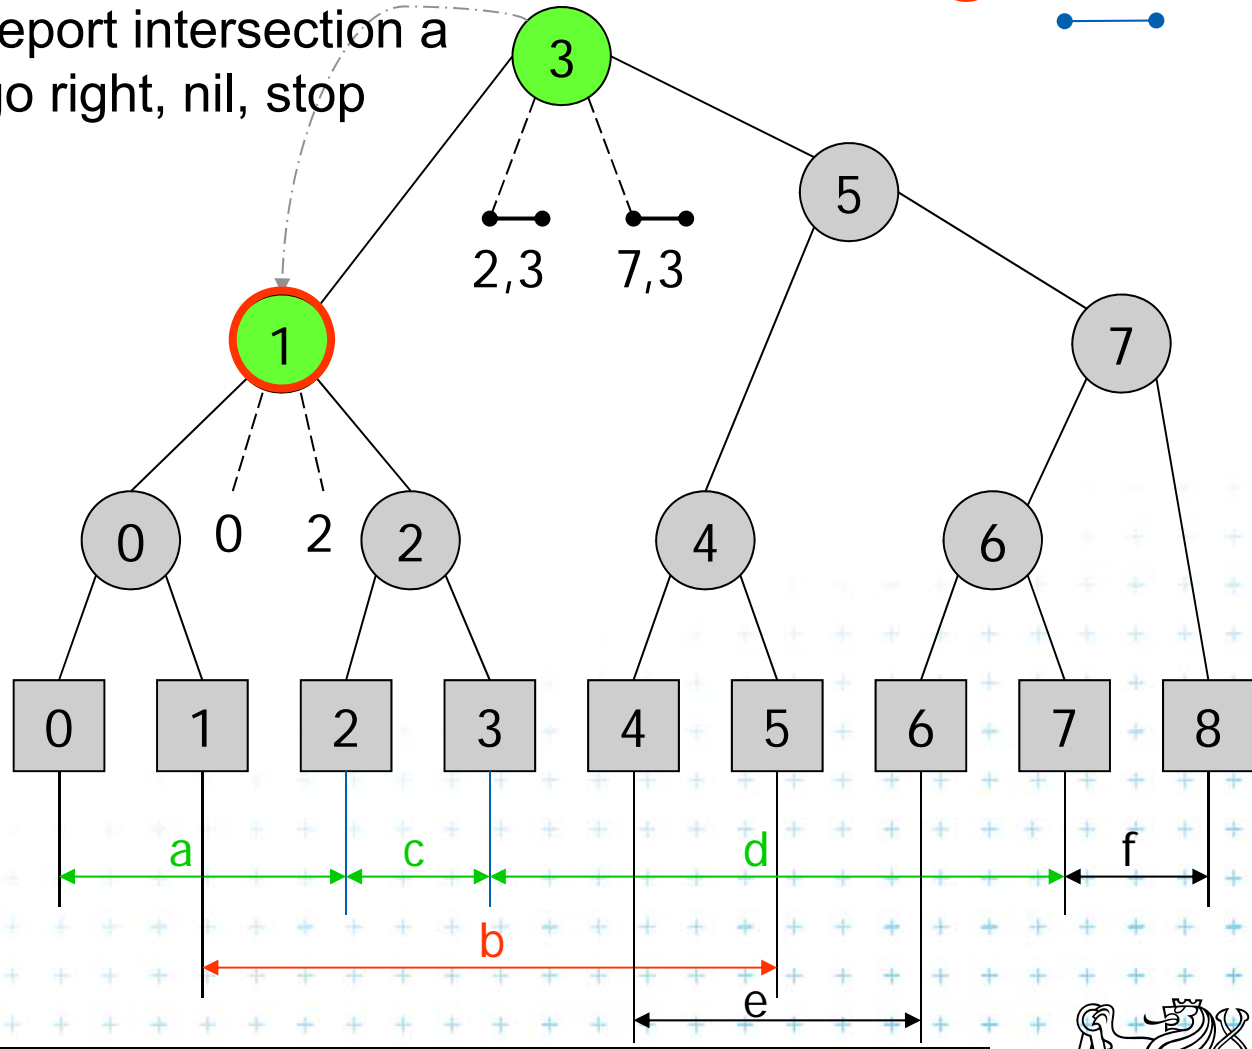 eport intersection a
go right, nil, stop
3
5
2,3 7,3
1
7
0 0 2 2 4 6
0 1 2 3 4 5 6 7 8
a c d f
b
e